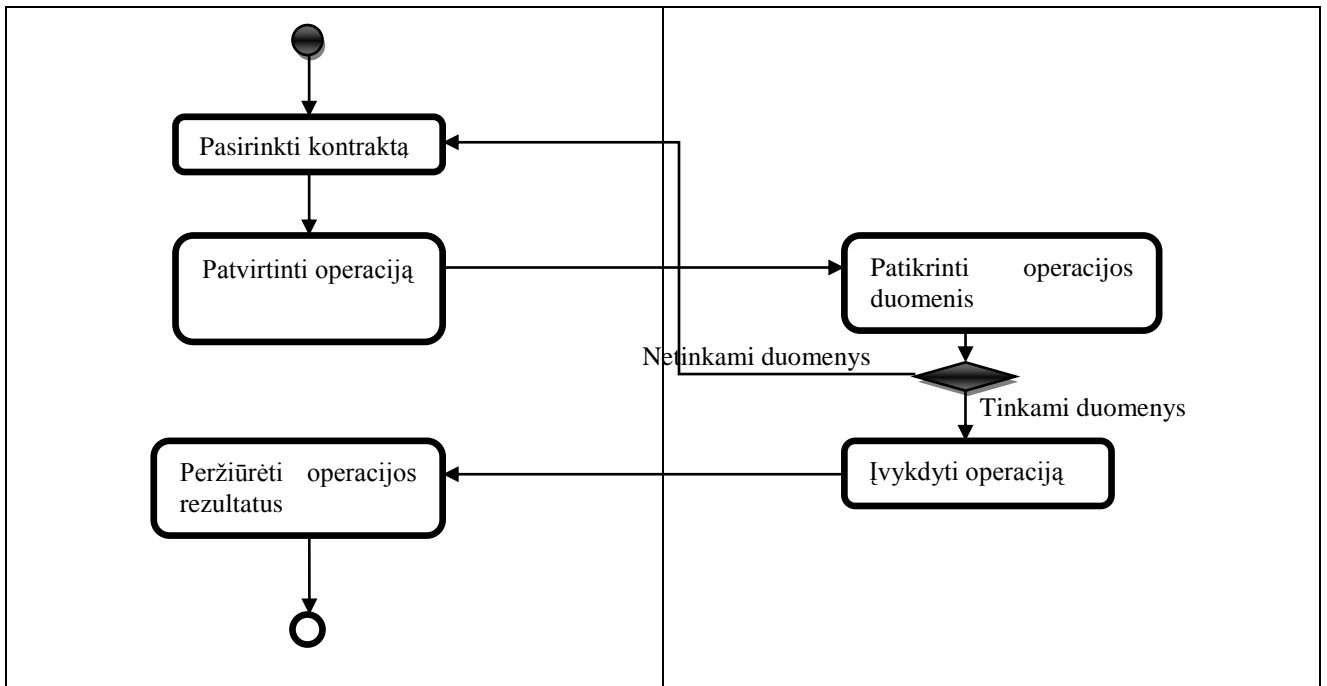 Pasirinkti kontraktą
Patvirtinti operaciją
Patikrinti operacijos
duomenis
Netinkami duomenys
Tinkami duomenys
Peržiūrėti operacijos
rezultatus
Įvykdyti operaciją